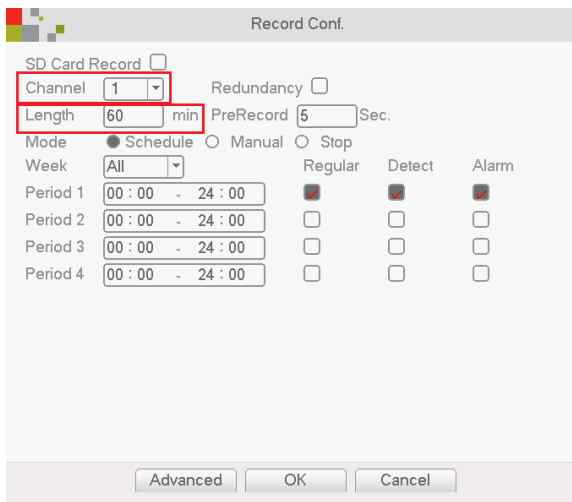 Record Conf.
SD Card Record
Channel 1 Redundancy
Length 60 min PreRecord 5 Sec.
Mode Schedule Manual Stop
Week All Regular Detect Alarm
Period 1 00 : 00 - 24 : 00
Period 2 00 : 00 - 24 : 00
Period 3 00 : 00 - 24 : 00
Period 4 00 : 00 - 24 : 00
Advanced OK Cancel